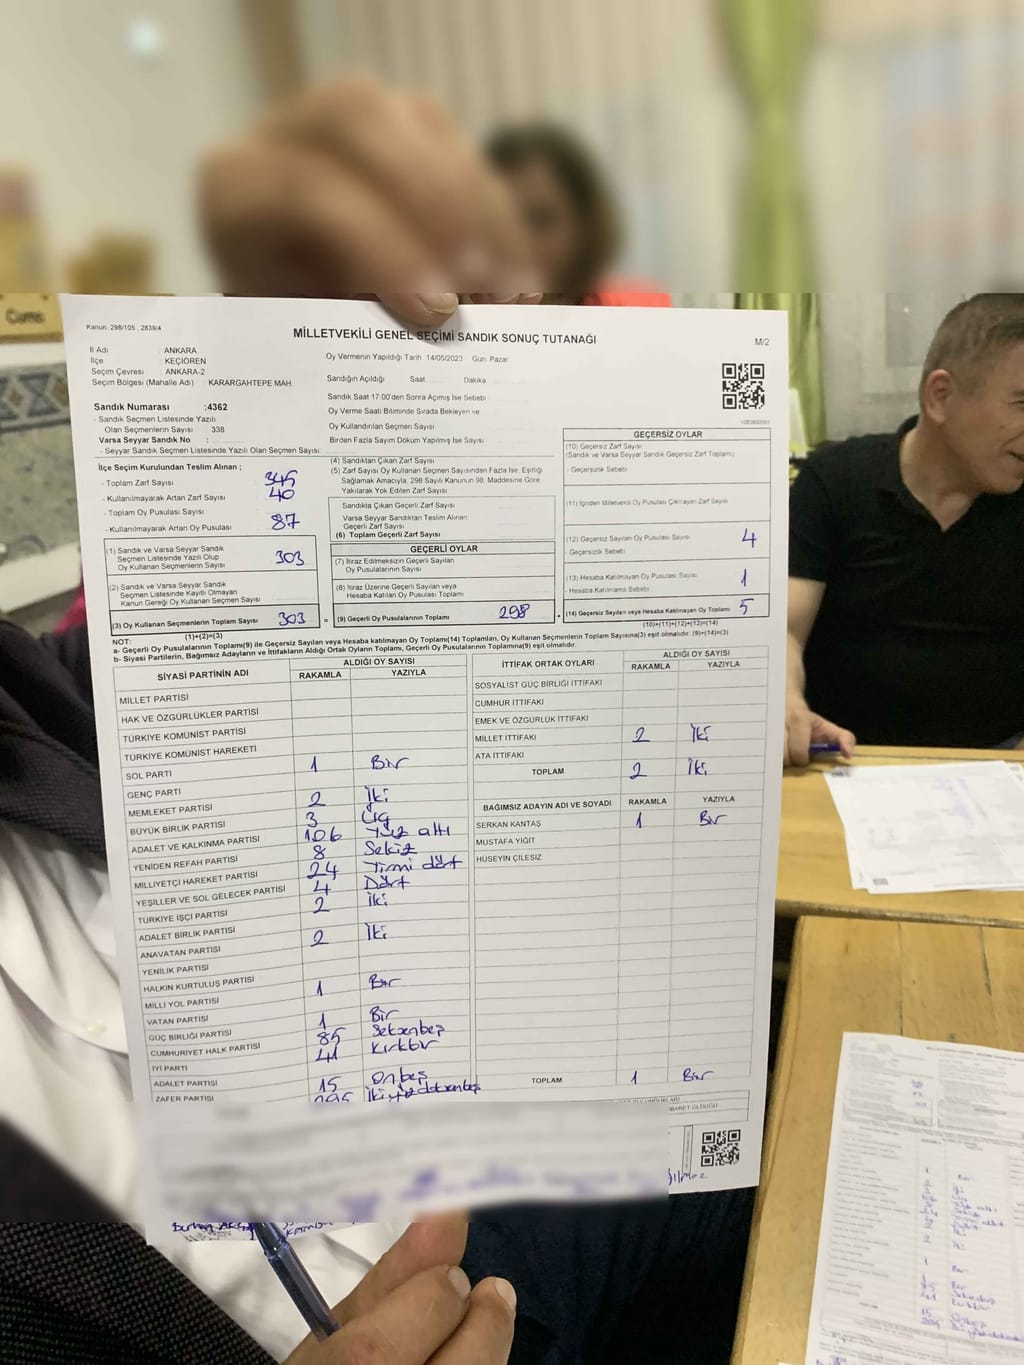 Kanun. 298/105 , 2839/4
MİLLETVEKİLİ GENEL SEÇİMİ SANDIK SONUÇ TUTANAĞI
M/2
İl Adı : ANKARA
İlçe : KEÇİÖREN
Seçim Çevresi : ANKARA-2
Seçim Bölgesi (Mahalle Adı) KARARGAHTEPE MAH
Sandık Numarası :4362
- Sandık Seçmen Listesinde Yazılı
Olan Seçmenlerin Sayısı : 338
Varsa Seyyar Sandık No :
- Seyyar Sandık Seçmen Listesinde Yazılı Olan Seçmen Sayısı
İlçe Seçim Kurulundan Teslim Alınan ;
- Toplam Zarf Sayısı 345
- Kullanılmayarak Artan Zarf Sayısı 40
- Toplam Oy Pusulası Sayısı
- Kullanılmayarak Artan Oy Pusulası 87
(1) Sandık ve Varsa Seyyar Sandık
Seçmen Listesinde Yazılı Olup
Oy Kullanan Seçmenlerin Sayısı 303
(2) Sandık ve Varsa Seyyar Sandık
Seçmen Listesinde Kayıtlı Olmayan
Kanun Gereği Oy Kullanan Seçmen Sayısı
(3) Oy Kullanan Seçmenlerin Toplam Sayısı 303
(1)+(2)=(3)
Oy Vermenin Yapıldığı Tarih 14/05/2023 Gün :Pazar
Sandığın Açıldığı Saat Dakika
Sandık Saat 17.00'den Sonra Açımış İse Sebebi
Oy Verme Saati Bitiminde Sırada Bekleyen ve
Oy Kullandırılan Seçmen Sayısı
Birden Fazla Sayım Döküm Yapılmış İse Sayısı
(4) Sandıktan Çıkan Zarf Sayısı
(5) Zarf Sayısı Oy Kullanan Seçmen Sayısından Fazla İse, Eşitliği
Sağlamak Amacıyla, 298 Sayılı Kanunun 98. Maddesine Göre
Yakılarak Yok Edilen Zarf Sayısı
Sandıkta Çıkan Geçerli Zarf Sayısı
Varsa Seyyar Sandıktan Teslim Alınan
Geçerli Zarf Sayısı
(6) Toplam Geçerli Zarf Sayısı
GEÇERLİ OYLAR
(7) İtiraz Edilmeksizin Geçerli Sayılan
Oy Pusulalarının Sayısı
(8) İtiraz Üzerine Geçerli Sayılan veya
Hesaba Katılan Oy Pusulası Toplamı
= (9) Geçerli Oy Pusulalarının Toplamı 298
GEÇERSİZ OYLAR
(10) Geçersiz Zarf Sayısı
(Sandık ve Varsa Seyyar Sandık Geçersiz Zarf Toplamı)
- Geçersizlik Sebebi
(11) İçinden Milletvekili Oy Pusulası Çıkmayan Zarf Sayısı
(12) Geçersiz Sayılan Oy Pusulası Sayısı 4
- Geçersizlik Sebebi
(13) Hesaba Katılmayan Oy Pusulası Sayısı 1
- Hesaba Katılmama Sebebi
+ (14) Geçersiz Sayılan veya Hesaba Katılmayan Oy Toplamı 5
(10)+(11)+(12)+(13)=(14)
NOT:
a- Geçerli Oy Pusulalarının Toplamı(9) ile Geçersiz Sayılan veya Hesaba katılmayan Oy Toplamı(14) Toplamları, Oy Kullanan Seçmenlerin Toplam Sayısına(3) eşit olmalıdır. (9)+(14)=(3)
b- Siyasi Partilerin, Bağımsız Adayların ve İttifakların Aldığı Ortak Oyların Toplamı, Geçerli Oy Pusulalarının Toplamına(9) eşit olmalıdır.
SİYASİ PARTİNİN ADI ALDIĞI OY SAYISI
RAKAMLA YAZIYLA
MİLLET PARTİSİ
HAK VE ÖZGÜRLÜKLER PARTİSİ
TÜRKİYE KOMÜNİST PARTİSİ
TÜRKİYE KOMÜNİST HAREKETİ
SOL PARTİ 1 Bir
GENÇ PARTİ
MEMLEKET PARTİSİ 2 İki
BÜYÜK BİRLİK PARTİSİ 3 Üç
ADALET VE KALKINMA PARTİSİ 106 Yüz altı
YENİDEN REFAH PARTİSİ 8 Sekiz
MİLLİYETÇİ HAREKET PARTİSİ 24 Yirmi dört
YEŞİLLER VE SOL GELECEK PARTİSİ 4 Dört
TÜRKİYE İŞÇİ PARTİSİ 2 İki
ADALET BİRLİK PARTİSİ
ANAVATAN PARTİSİ 2 İki
YENİLİK PARTİSİ
HALKIN KURTULUŞ PARTİSİ
MİLLİ YOL PARTİSİ 1 Bir
VATAN PARTİSİ
GÜÇ BİRLİĞİ PARTİSİ 1 Bir
CUMHURİYET HALK PARTİSİ 85 Seksenbeş
İYİ PARTİ 41 Kırkbir
ADALET PARTİSİ
ZAFER PARTİSİ 15 Onbeş
295 İkiyüzdoksanbeş
İTTİFAK ORTAK OYLARI ALDIĞI OY SAYISI
RAKAMLA YAZIYLA
SOSYALİST GÜÇ BİRLİĞİ İTTİFAKI
CUMHUR İTTİFAKI
EMEK VE ÖZGÜRLÜK İTTİFAKI
MİLLET İTTİFAKI 2 İki
ATA İTTİFAKI
TOPLAM 2 İki
BAĞIMSIZ ADAYIN ADI VE SOYADI RAKAMLA YAZIYLA
SERKAN KANTAŞ 1 Bir
MUSTAFA YİĞİT
HÜSEYİN ÇİLESİZ
TOPLAM 1 Bir